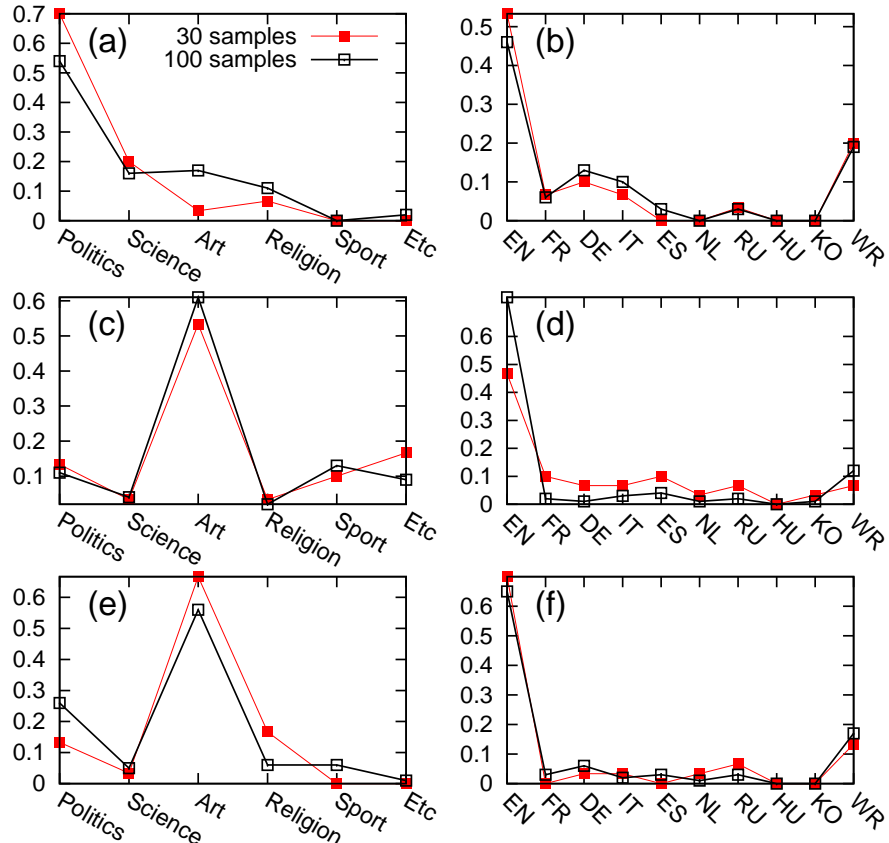 (a)
30 samples
100 samples
0.7
0.6
0.5
0.4
0.3
0.2
0.1
0
Politics
Science
Art
Religion
Sport
Etc
(b)
0.5
0.4
0.3
0.2
0.1
0
EN
FR
DE
IT
ES
NL
RU
HU
KO
WR
(c)
0.6
0.5
0.4
0.3
0.2
0.1
Politics
Science
Art
Religion
Sport
Etc
(d)
0.6
0.5
0.4
0.3
0.2
0.1
0
EN
FR
DE
IT
ES
NL
RU
HU
KO
WR
(e)
0.6
0.5
0.4
0.3
0.2
0.1
0
Politics
Science
Art
Religion
Sport
Etc
(f)
0.6
0.5
0.4
0.3
0.2
0.1
0
EN
FR
DE
IT
ES
NL
RU
HU
KO
WR